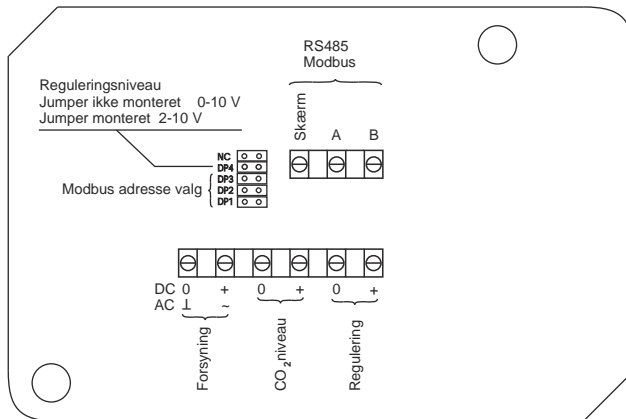 RS485
Modbus
Reguleringsniveau
Jumper ikke monteret 0-10 V
Jumper monteret 2-10 V
Skærm
A
B
NC
DP4
DP3
DP2
DP1
Modbus adresse valg
DC 0 + 0 + 0 +
AC ⊥ ~
Forsyning
CO₂niveau
Regulering